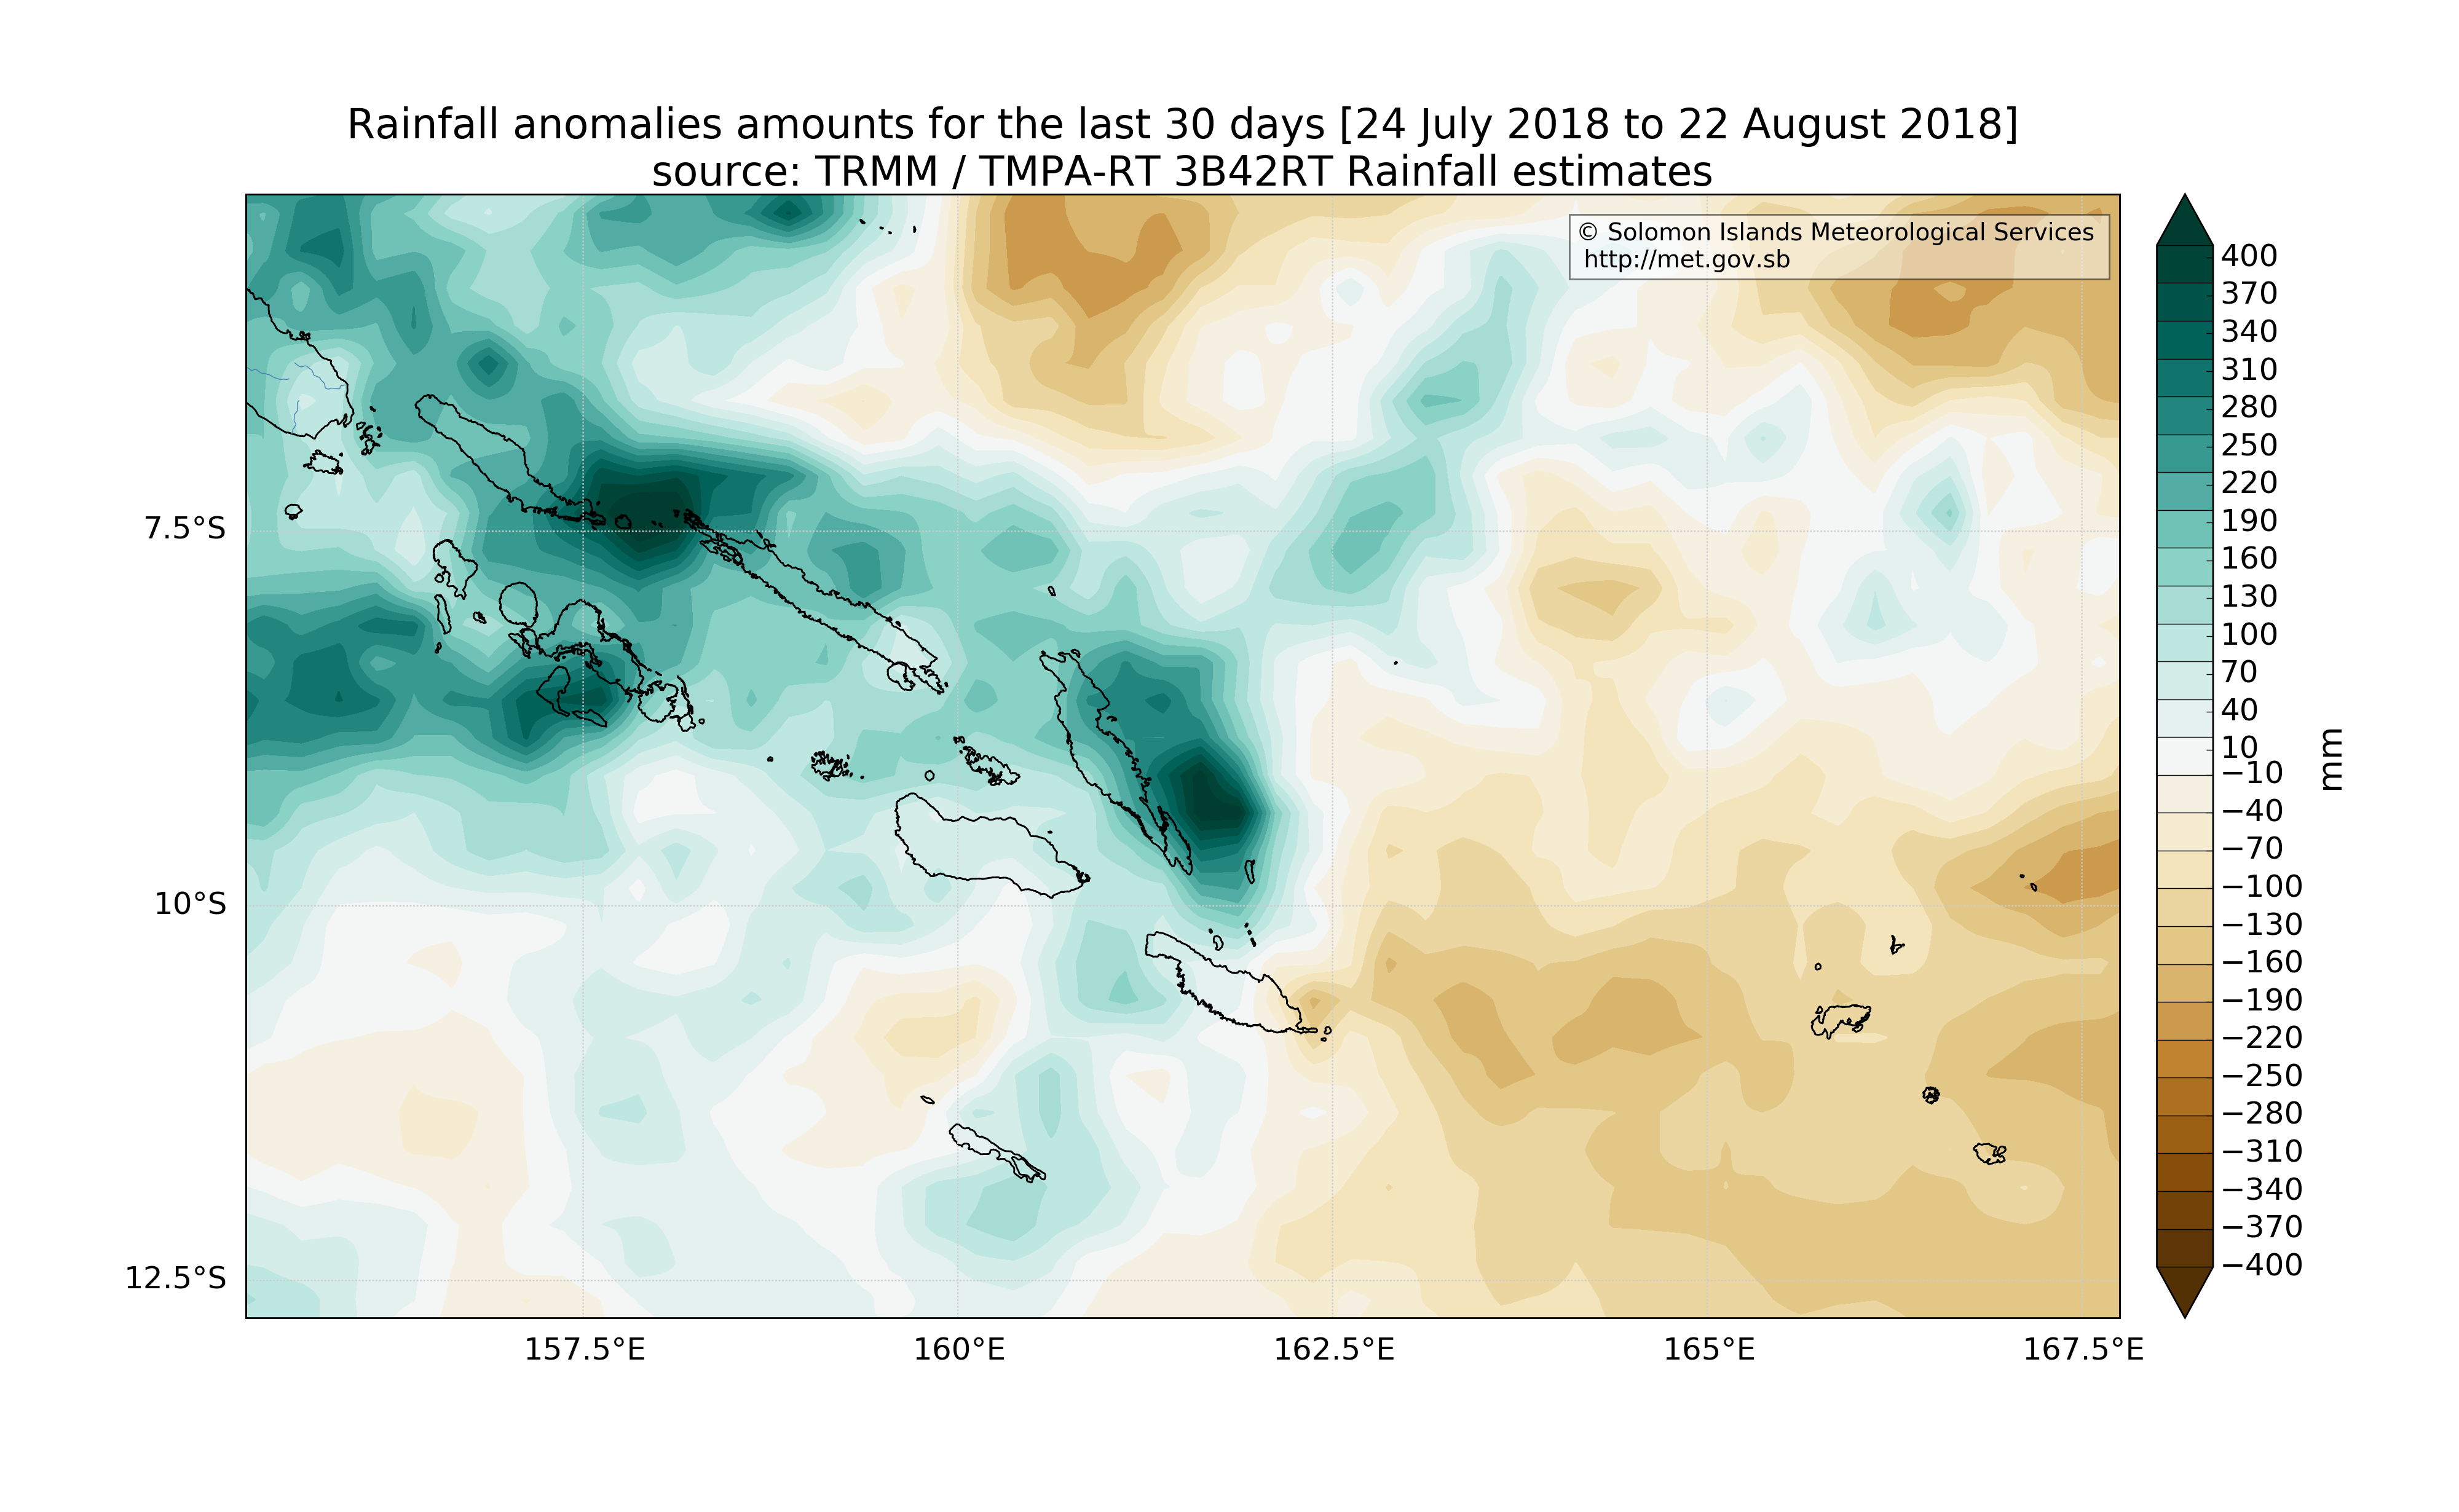 Rainfall anomalies amounts for the last 30 days [24 July 2018 to 22 August 2018]
source: TRMM / TMPA-RT 3B42RT Rainfall estimates
© Solomon Islands Meteorological Services
http://met.gov.sb
7.5°S
10°S
12.5°S
157.5°E
160°E
162.5°E
165°E
167.5°E
400
370
340
310
280
250
220
190
160
130
100
70
40
10
−10
−40
−70
−100
−130
−160
−190
−220
−250
−280
−310
−340
−370
−400
mm